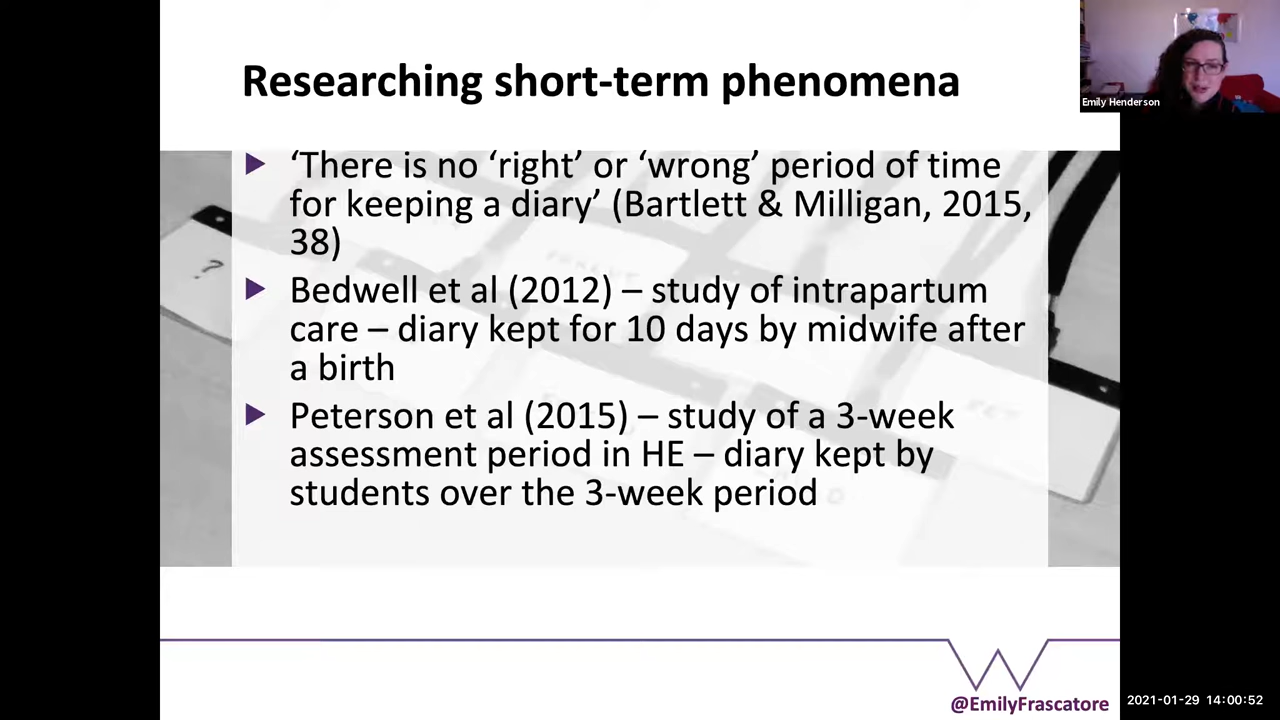 Researching short-term phenomena
Emily Henderson
‘There is no ‘right’ or ‘wrong’ period of time
for keeping a diary’ (Bartlett & Milligan, 2015,
38)
?
Bedwell et al (2012) – study of intrapartum
care – diary kept for 10 days by midwife after
a birth
Peterson et al (2015) – study of a 3-week
assessment period in HE – diary kept by
students over the 3-week period
@EmilyFrascatore
2021-01-29 14:00:52